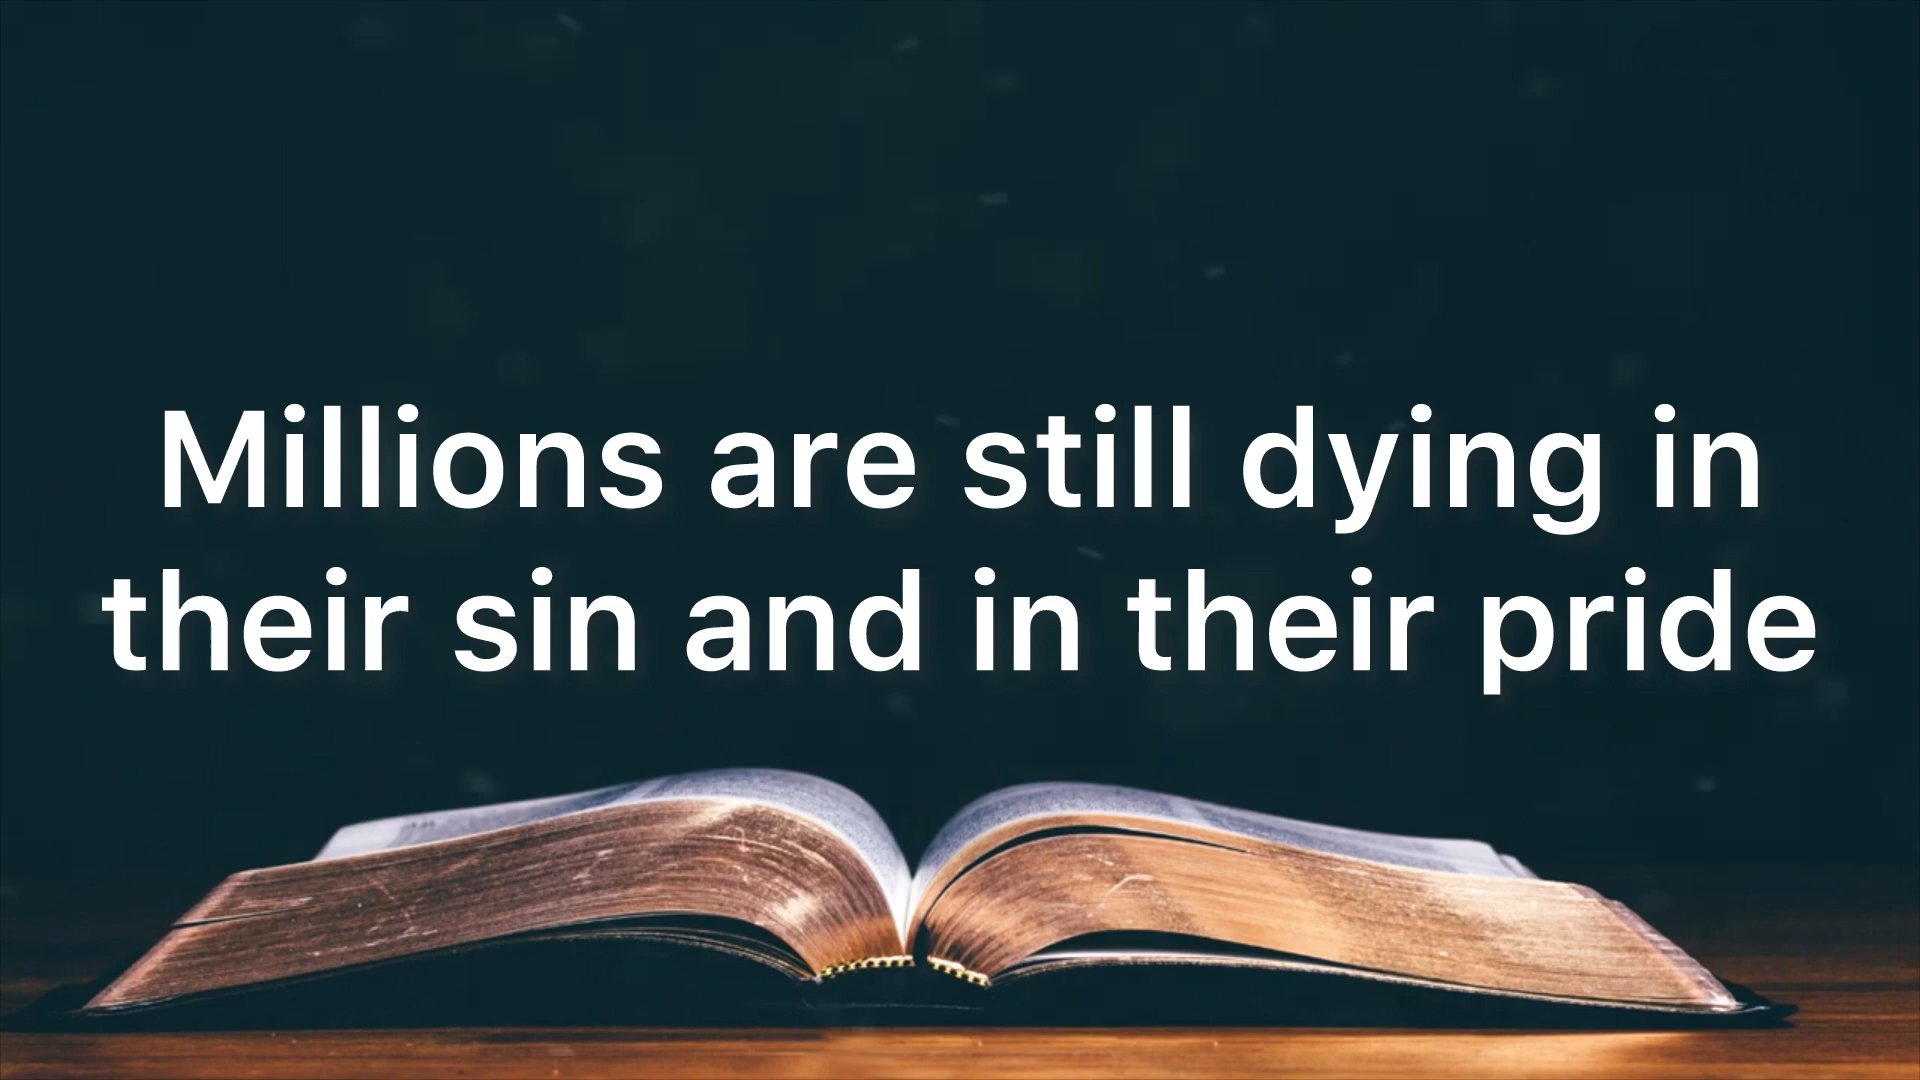 Millions are still dying in
their sin and in their pride